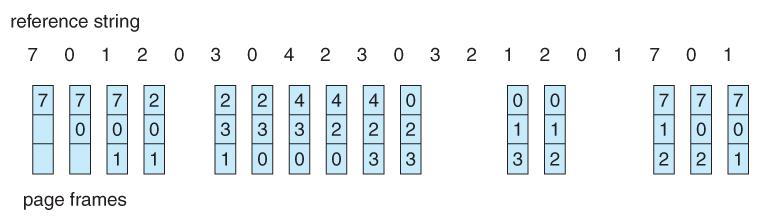 reference string
7 0 1 2 0 3 0 4 2 3 0 3 2 1 2 0 1 7 0 1
7 7 7 2 2 2 4 4 4 0 0 0 7 7 7
0 0 0 3 3 3 2 2 2 1 1 1 0 0
1 1 1 0 0 0 3 3 3 2 2 2 1
page frames